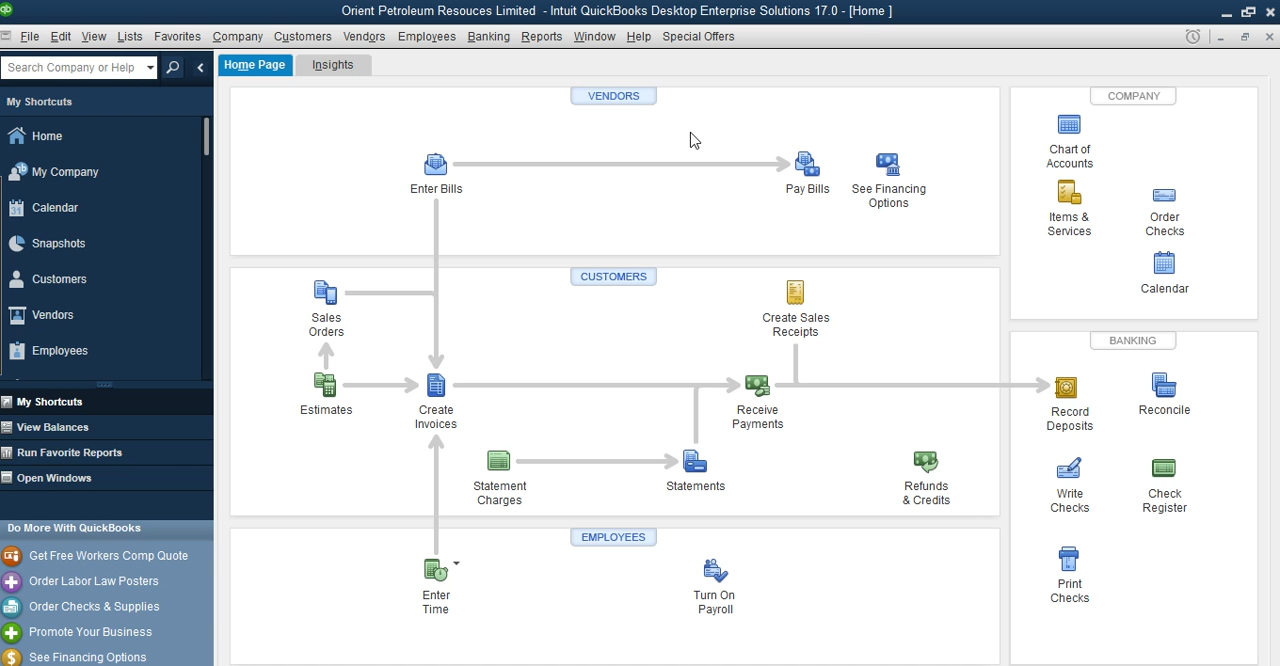 Orient Petroleum Resouces Limited - Intuit QuickBooks Desktop Enterprise Solutions 17.0 - [Home ]
File Edit View Lists Favorites Company Customers Vendors Employees Banking Reports Window Help Special Offers
Search Company or Help
My Shortcuts
Home
My Company
Calendar
Snapshots
Customers
Vendors
Employees
My Shortcuts
View Balances
Run Favorite Reports
Open Windows
Do More With QuickBooks
Get Free Workers Comp Quote
Order Labor Law Posters
Order Checks & Supplies
Promote Your Business
See Financing Options
Home Page
Insights
VENDORS
Enter Bills
Pay Bills
See Financing
Options
CUSTOMERS
Sales
Orders
Create Sales
Receipts
Estimates
Create
Invoices
Receive
Payments
Statement
Charges
Statements
Refunds
& Credits
EMPLOYEES
Enter
Time
Turn On
Payroll
COMPANY
Chart of
Accounts
Items &
Services
Order
Checks
Calendar
BANKING
Record
Deposits
Reconcile
Write
Checks
Check
Register
Print
Checks